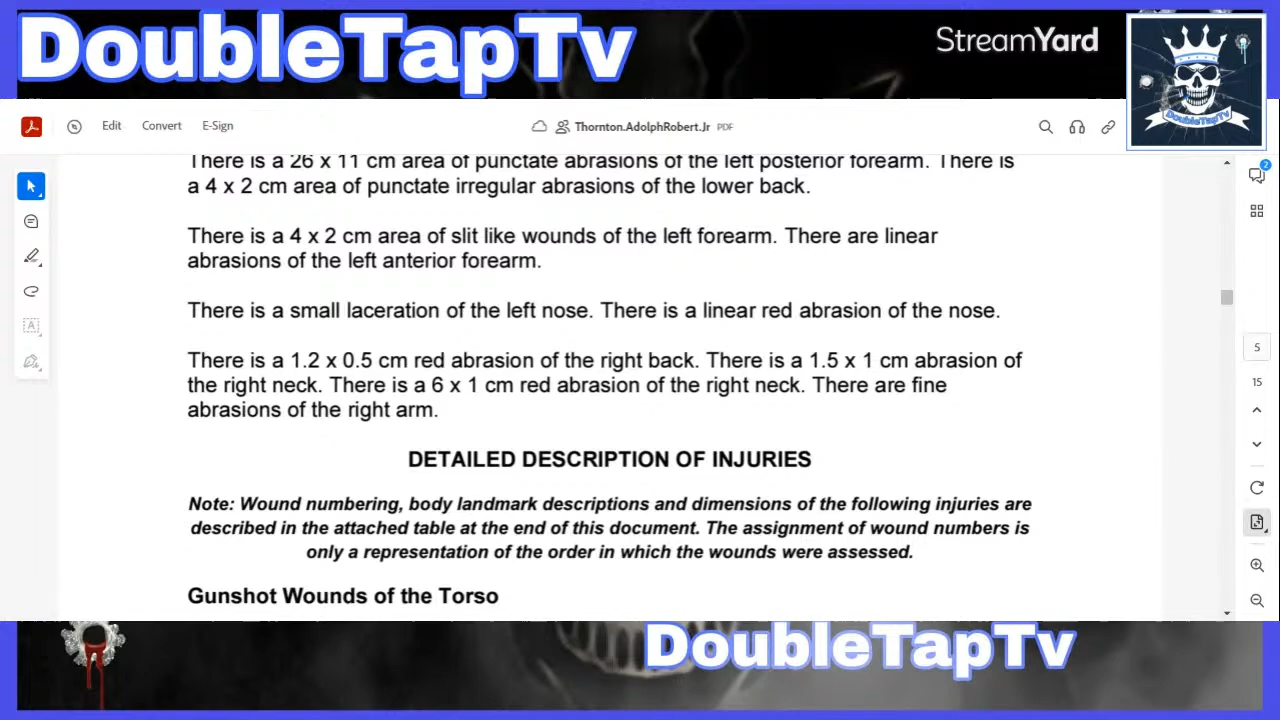 DoubleTapTv
StreamYard
DoubleTapTv
Edit Convert E-Sign
Thornton.AdolphRobert.Jr PDF
2
There is a 26 x 11 cm area of punctate abrasions of the left posterior forearm. There is
a 4 x 2 cm area of punctate irregular abrasions of the lower back.
There is a 4 x 2 cm area of slit like wounds of the left forearm. There are linear
abrasions of the left anterior forearm.
There is a small laceration of the left nose. There is a linear red abrasion of the nose.
There is a 1.2 x 0.5 cm red abrasion of the right back. There is a 1.5 x 1 cm abrasion of
the right neck. There is a 6 x 1 cm red abrasion of the right neck. There are fine
abrasions of the right arm.
DETAILED DESCRIPTION OF INJURIES
Note: Wound numbering, body landmark descriptions and dimensions of the following injuries are
described in the attached table at the end of this document. The assignment of wound numbers is
only a representation of the order in which the wounds were assessed.
Gunshot Wounds of the Torso
5
15
DoubleTapTv